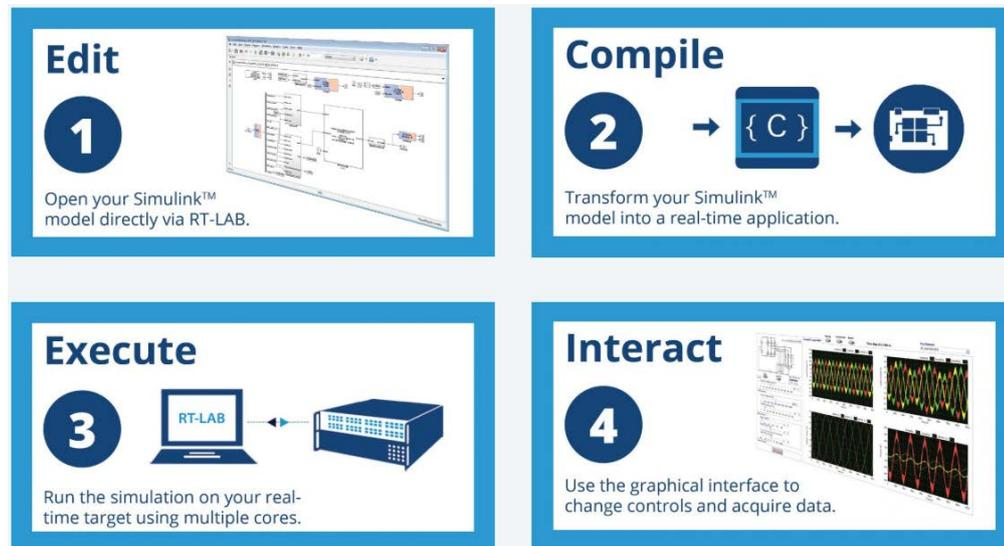 Edit
1
Open your Simulink™
model directly via RT-LAB.
Compile
2
{ C }
Transform your Simulink™
model into a real-time application.
Execute
3
RT-LAB
Run the simulation on your real-
time target using multiple cores.
Interact
4
Use the graphical interface to
change controls and acquire data.